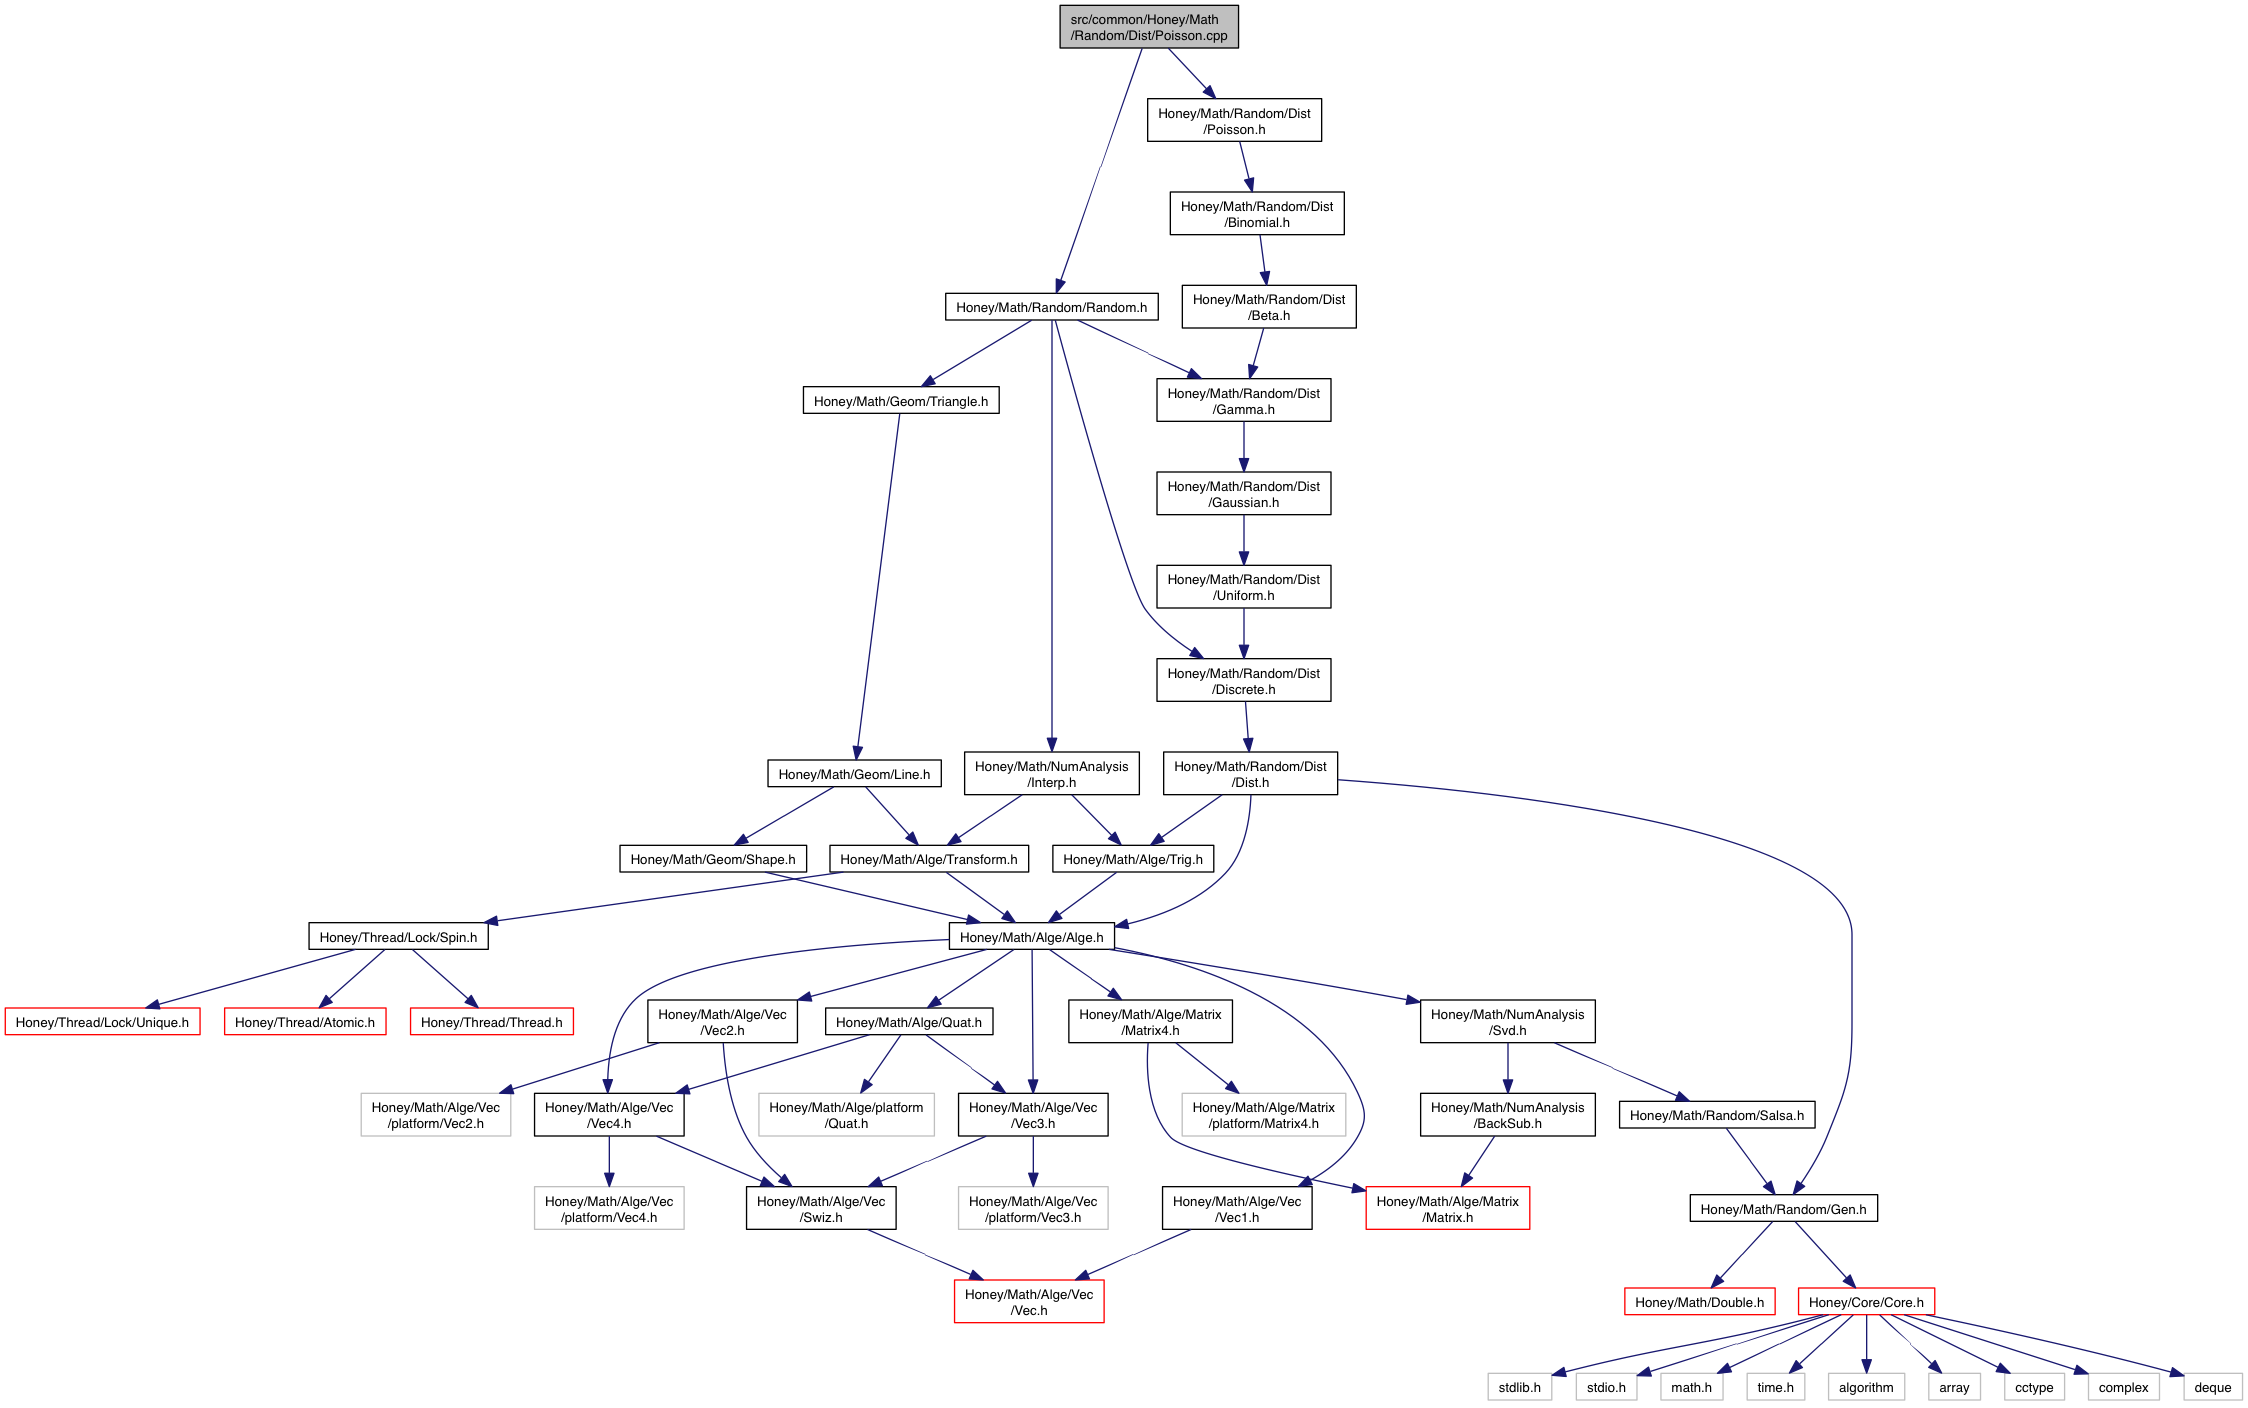 src/common/Honey/Math
/Random/Dist/Poisson.cpp
Honey/Math/Random/Dist
/Poisson.h
Honey/Math/Random/Dist
/Binomial.h
Honey/Math/Random/Random.h
Honey/Math/Random/Dist
/Beta.h
Honey/Math/Geom/Triangle.h
Honey/Math/Random/Dist
/Gamma.h
Honey/Math/Random/Dist
/Gaussian.h
Honey/Math/Random/Dist
/Uniform.h
Honey/Math/Random/Dist
/Discrete.h
Honey/Math/Geom/Line.h
Honey/Math/NumAnalysis
/Interp.h
Honey/Math/Random/Dist
/Dist.h
Honey/Math/Geom/Shape.h
Honey/Math/Alge/Transform.h
Honey/Math/Alge/Trig.h
Honey/Thread/Lock/Spin.h
Honey/Math/Alge/Alge.h
Honey/Thread/Lock/Unique.h
Honey/Thread/Atomic.h
Honey/Thread/Thread.h
Honey/Math/Alge/Vec
/Vec2.h
Honey/Math/Alge/Quat.h
Honey/Math/Alge/Matrix
/Matrix4.h
Honey/Math/NumAnalysis
/Svd.h
Honey/Math/Alge/Vec
/platform/Vec2.h
Honey/Math/Alge/Vec
/Vec4.h
Honey/Math/Alge/platform
/Quat.h
Honey/Math/Alge/Vec
/Vec3.h
Honey/Math/Alge/Matrix
/platform/Matrix4.h
Honey/Math/NumAnalysis
/BackSub.h
Honey/Math/Random/Salsa.h
Honey/Math/Alge/Vec
/platform/Vec4.h
Honey/Math/Alge/Vec
/Swiz.h
Honey/Math/Alge/Vec
/platform/Vec3.h
Honey/Math/Alge/Vec
/Vec1.h
Honey/Math/Alge/Matrix
/Matrix.h
Honey/Math/Random/Gen.h
Honey/Math/Alge/Vec
/Vec.h
Honey/Math/Double.h
Honey/Core/Core.h
stdlib.h
stdio.h
math.h
time.h
algorithm
array
cctype
complex
deque